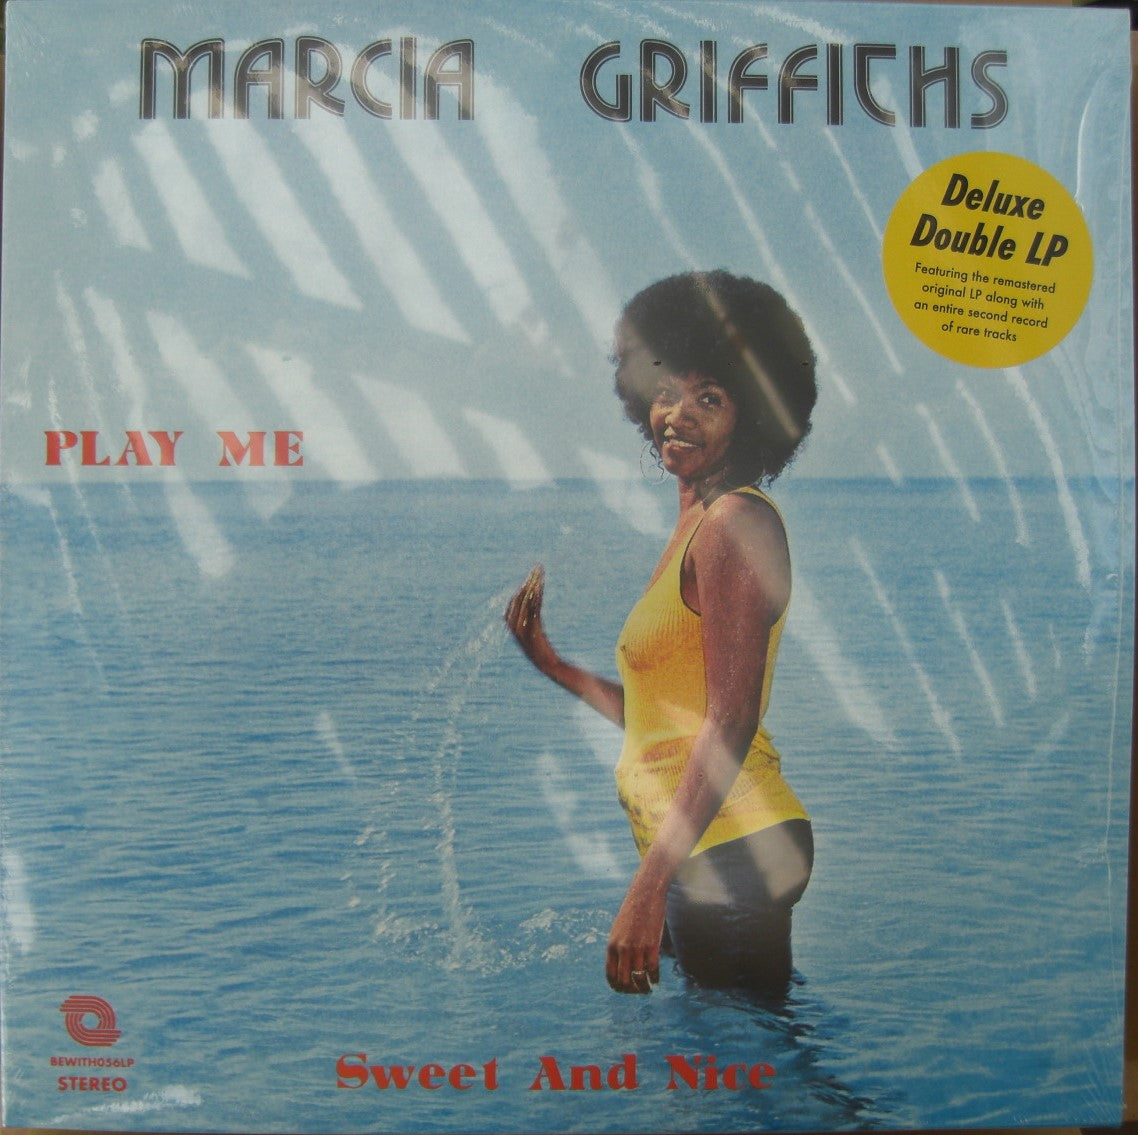 MARCIA GRIFFITHS
Deluxe
Double LP
Featuring the remastered
original LP along with
an entire second record
of rare tracks
PLAY ME
BEWITH056LP
STEREO
Sweet And Nice